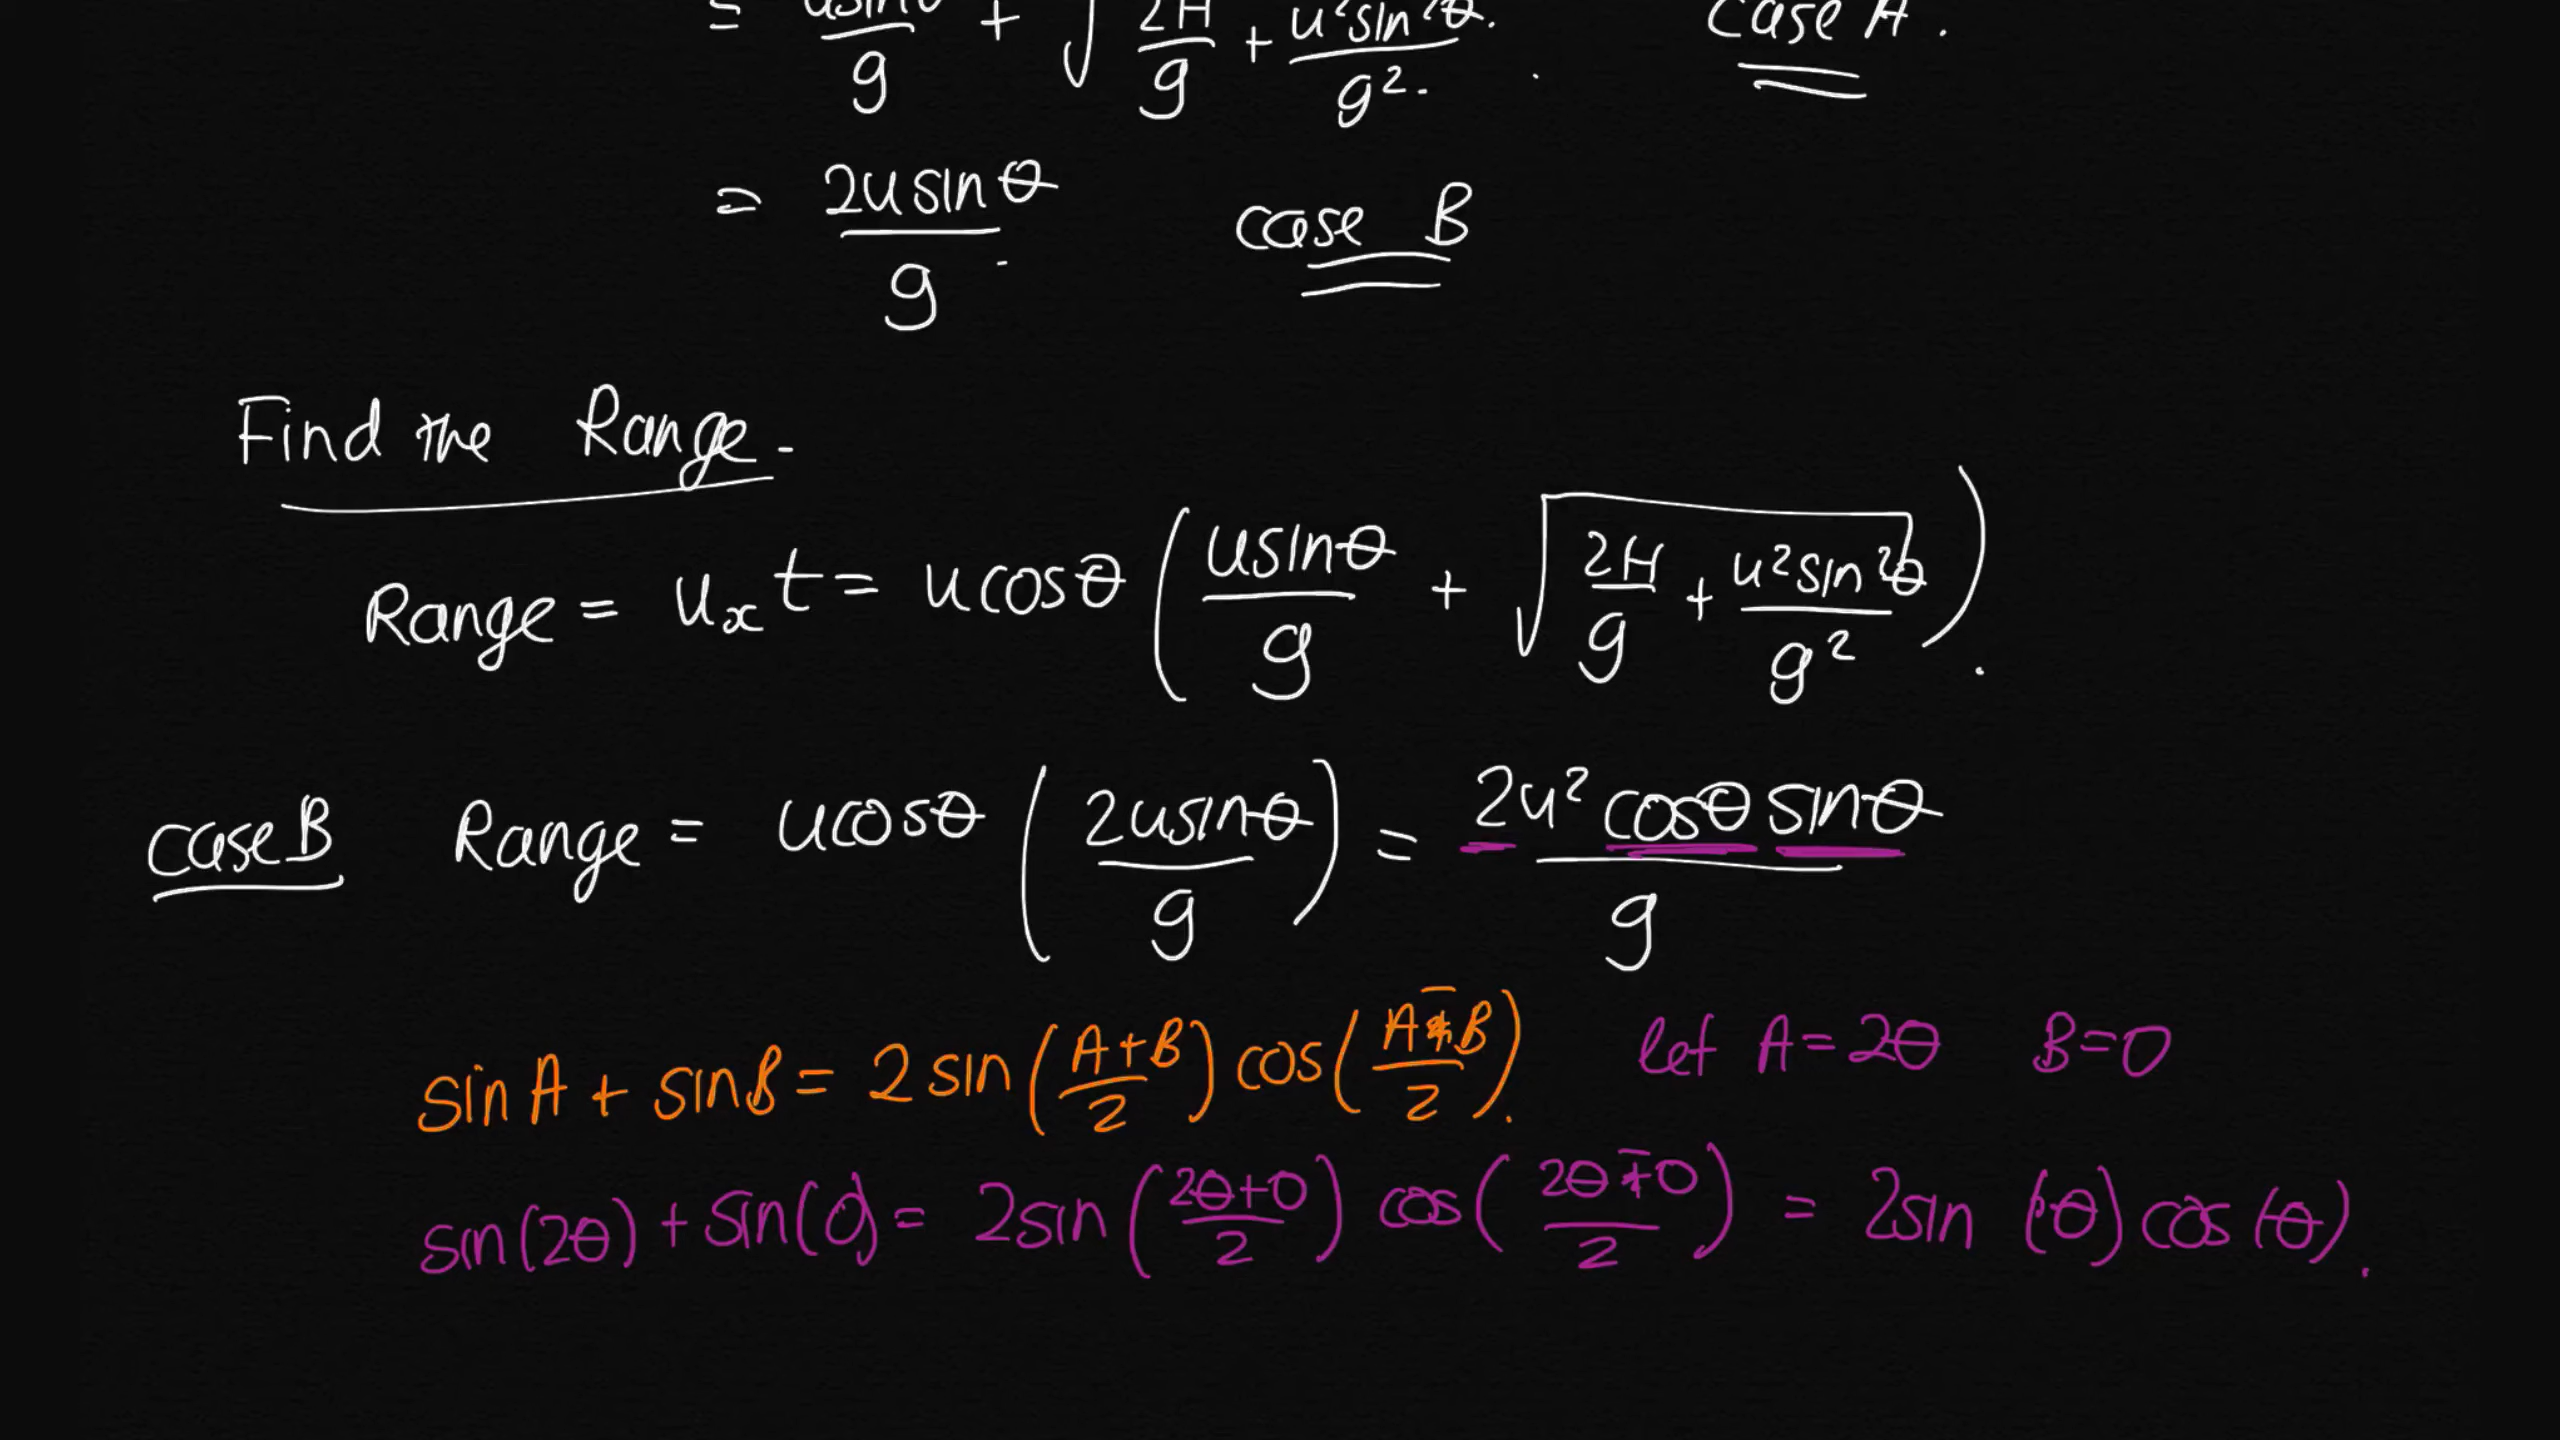 = usinθ/g + √(2H/g + u²sin²θ/g².) . Case A.
= 2usinθ/g case B
Find the Range.
Range = uₓt = ucosθ (usinθ/g + √(2H/g + u²sin²θ/g²)).
case B Range = ucosθ (2usinθ/g) = 2u²cosθ sinθ/g
sinA + sinB = 2sin((A+B)/2) cos((A-B)/2). let A=2θ B=0
sin(2θ) + sin(0) = 2sin((2θ+0)/2) cos((2θ-0)/2) = 2sin(θ)cos(θ).